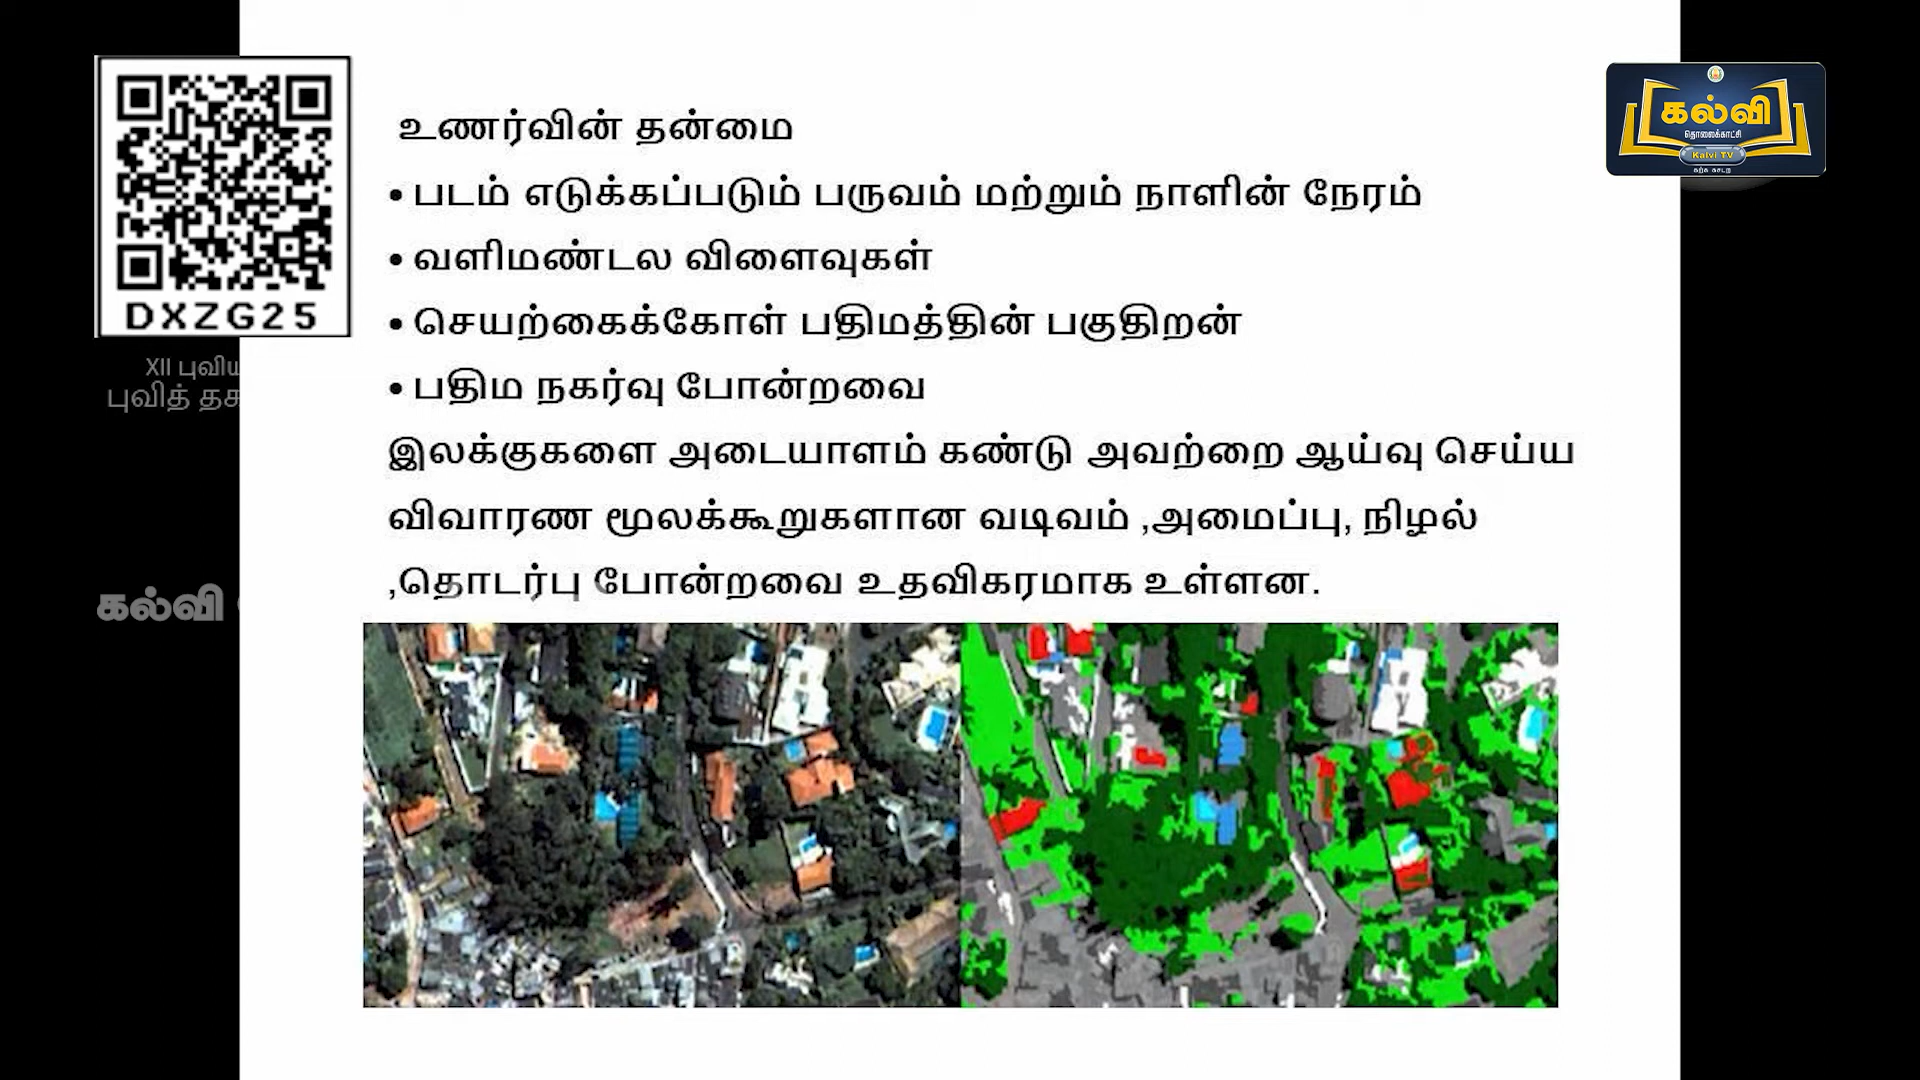 உணர்வின் தன்மை
• படம் எடுக்கப்படும் பருவம் மற்றும் நாளின் நேரம்
• வளிமண்டல விளைவுகள்
• செயற்கைக்கோள் பதிமத்தின் பகுதிறன்
• பதிம நகர்வு போன்றவை
இலக்குகளை அடையாளம் கண்டு அவற்றை ஆய்வு செய்ய
விவாரண மூலக்கூறுகளான வடிவம் ,அமைப்பு, நிழல்
,தொடர்பு போன்றவை உதவிகரமாக உள்ளன.
DXZG25
XII
புவித்
கல்வி
கல்வி
தொலைக்காட்சி
Kalvi TV
கற்க கசடற